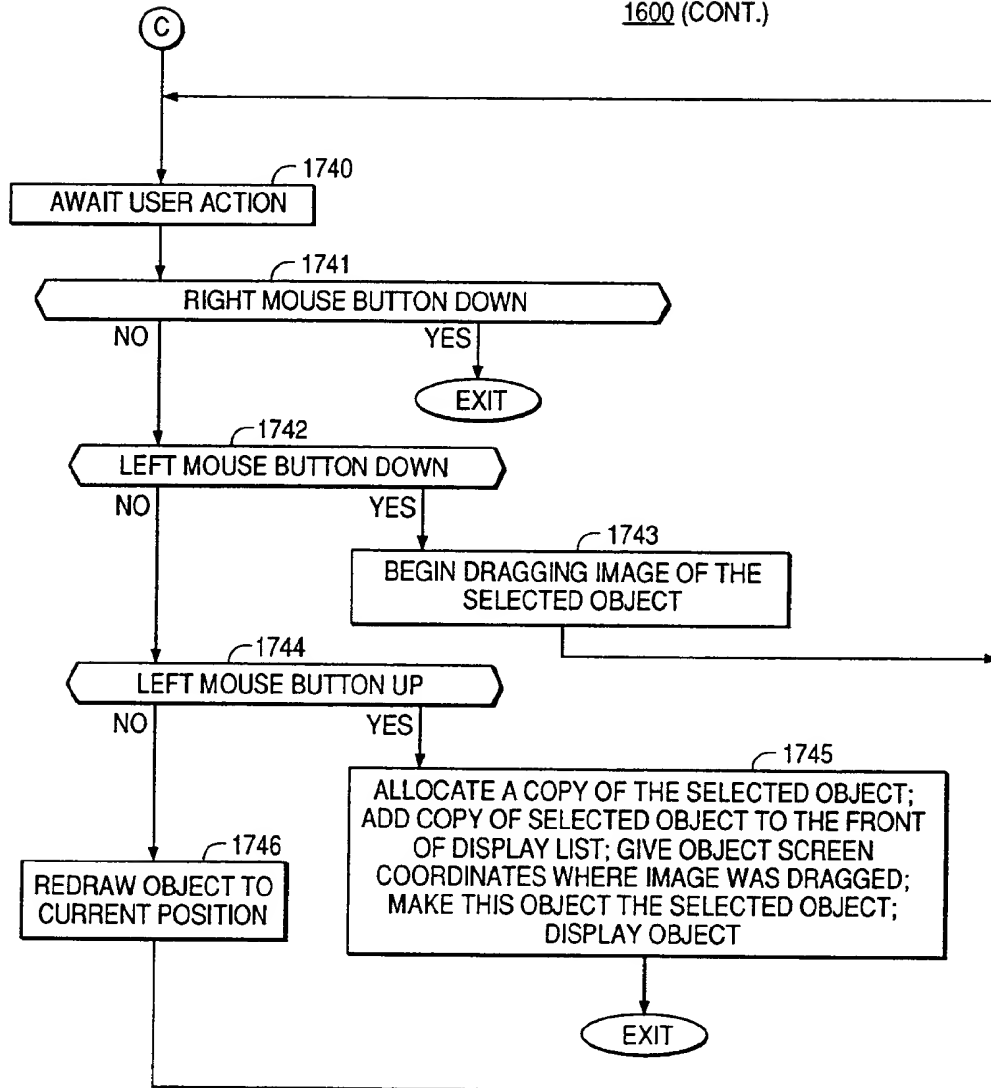 1600 (CONT.)
C
1740
AWAIT USER ACTION
1741
RIGHT MOUSE BUTTON DOWN
NO
YES
EXIT
1742
LEFT MOUSE BUTTON DOWN
NO
YES
1743
BEGIN DRAGGING IMAGE OF THE
SELECTED OBJECT
1744
LEFT MOUSE BUTTON UP
NO
YES
1745
ALLOCATE A COPY OF THE SELECTED OBJECT;
ADD COPY OF SELECTED OBJECT TO THE FRONT
OF DISPLAY LIST; GIVE OBJECT SCREEN
COORDINATES WHERE IMAGE WAS DRAGGED;
MAKE THIS OBJECT THE SELECTED OBJECT;
DISPLAY OBJECT
1746
REDRAW OBJECT TO
CURRENT POSITION
EXIT